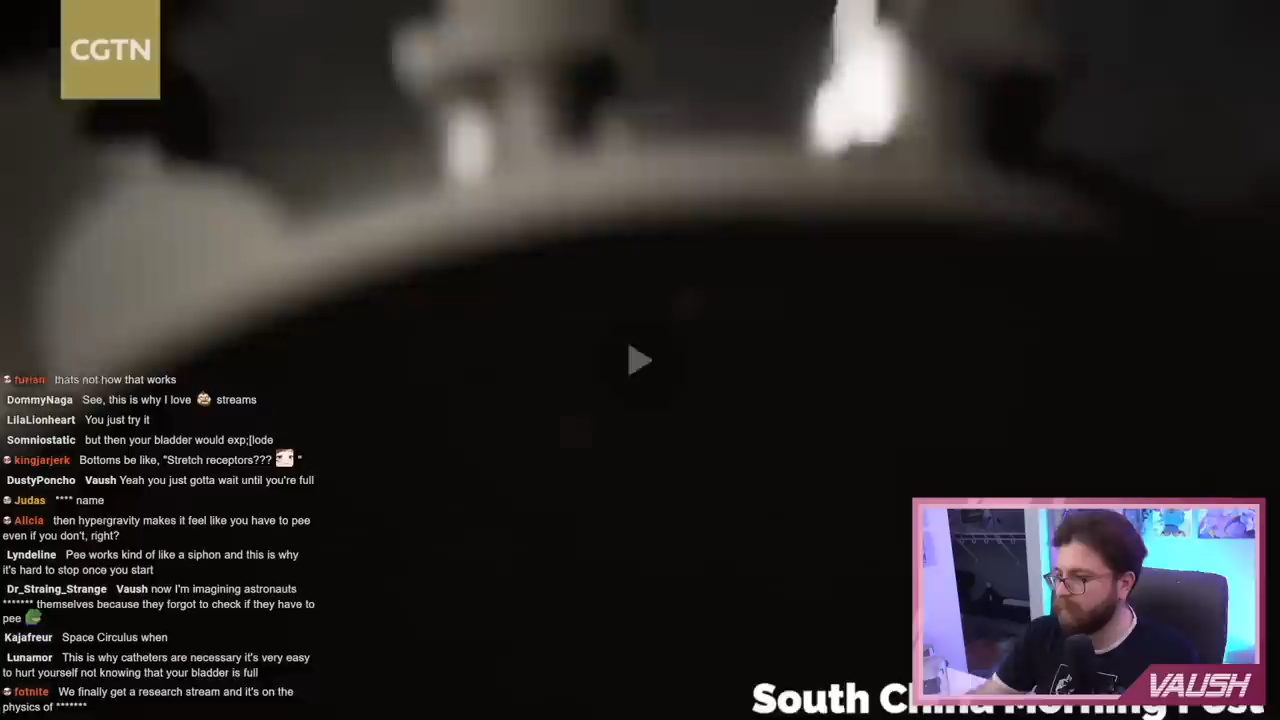 CGTN
furian thats not how that works
DommyNaga See, this is why I love streams
LilaLionheart You just try it
Somniostatic but then your bladder would exp;[lode
kingjarjerk Bottoms be like, "Stretch receptors??? "
DustyPoncho Vaush Yeah you just gotta wait until you're full
Judas **** name
Alicia then hypergravity makes it feel like you have to pee
even if you don't, right?
Lyndeline Pee works kind of like a siphon and this is why
it's hard to stop once you start
Dr_Straing_Strange Vaush now I'm imagining astronauts
******* themselves because they forgot to check if they have to
pee
Kajafreur Space Circulus when
Lunamor This is why catheters are necessary it's very easy
to hurt yourself not knowing that your bladder is full
fotnite We finally get a research stream and it's on the
physics of *******
South China Morning Post
VAUSH